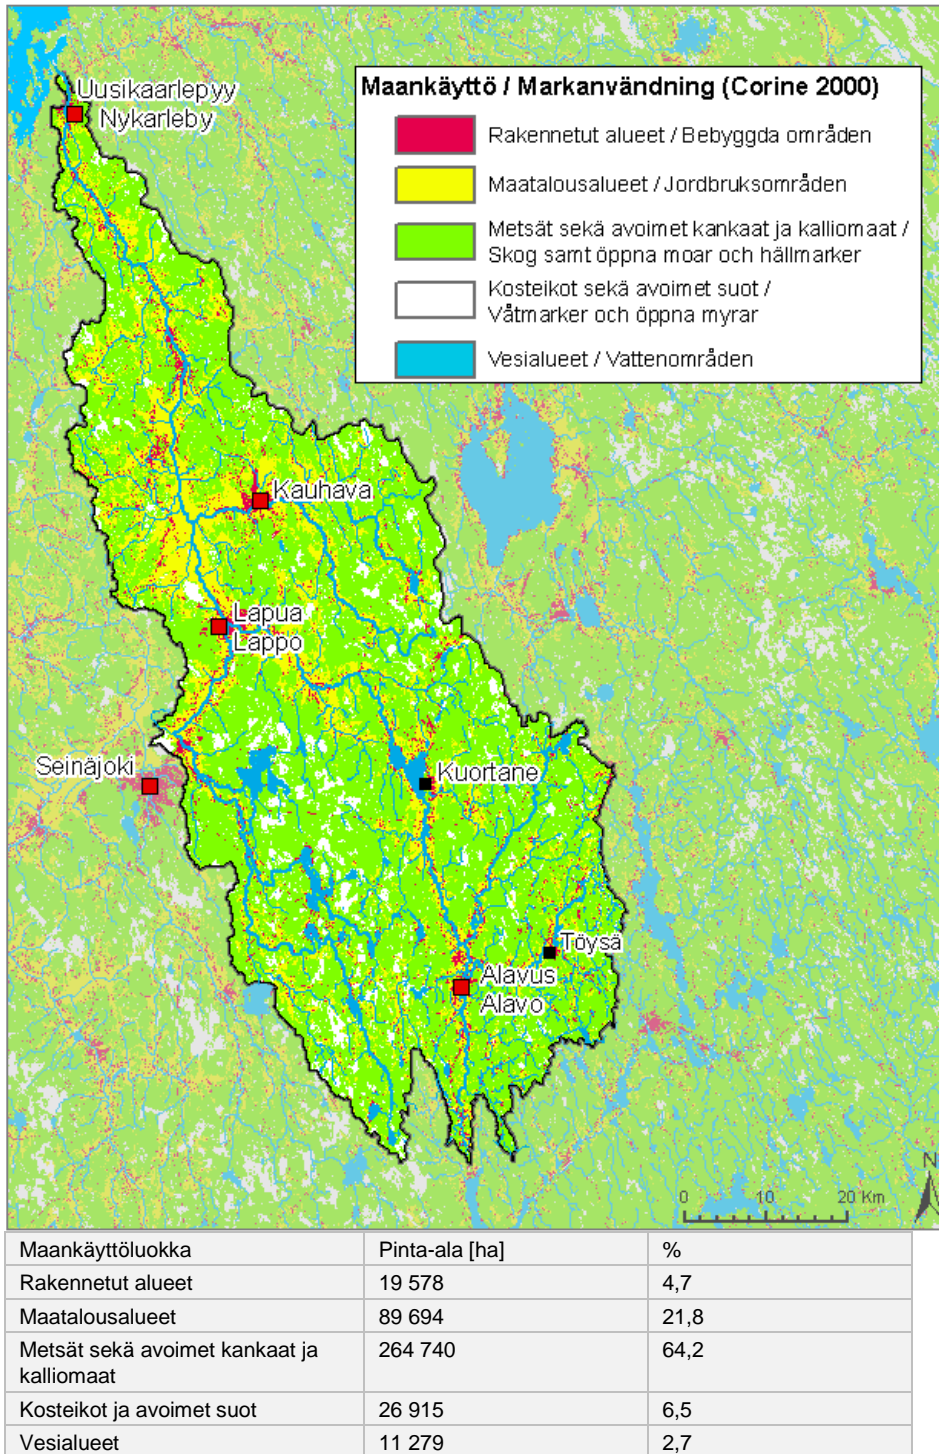 Uusikaarlepyy
Nykarleby
Maankäyttö / Markanvändning (Corine 2000)
Rakennetut alueet / Bebyggda områden
Maatalousalueet / Jordbruksområden
Metsät sekä avoimet kankaat ja kalliomaat /
Skog samt öppna moar och hällmarker
Kosteikot sekä avoimet suot /
Våtmarker och öppna myrar
Vesialueet / Vattenområden
Kauhava
Lapua
Lappo
Seinäjoki
Kuortane
Töysä
Alavus
Alavo
N
0 10 20 Km
Maankäyttöluokka Pinta-ala [ha] %
Rakennetut alueet 19 578 4,7
Maatalousalueet 89 694 21,8
Metsät sekä avoimet kankaat ja 264 740 64,2
kalliomaat
Kosteikot ja avoimet suot 26 915 6,5
Vesialueet 11 279 2,7